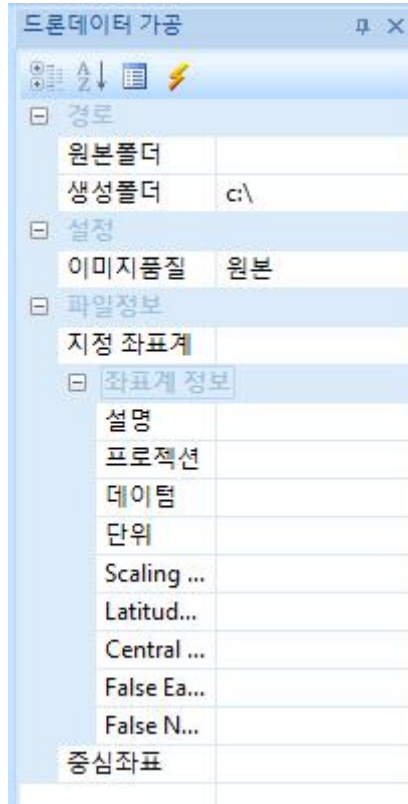 드론데이터 가공
경로
원본폴더
생성폴더 c:\
설정
이미지품질 원본
파일정보
지정 좌표계
좌표계 정보
설명
프로젝션
데이텀
단위
Scaling ...
Latitud...
Central ...
False Ea...
False N...
중심좌표